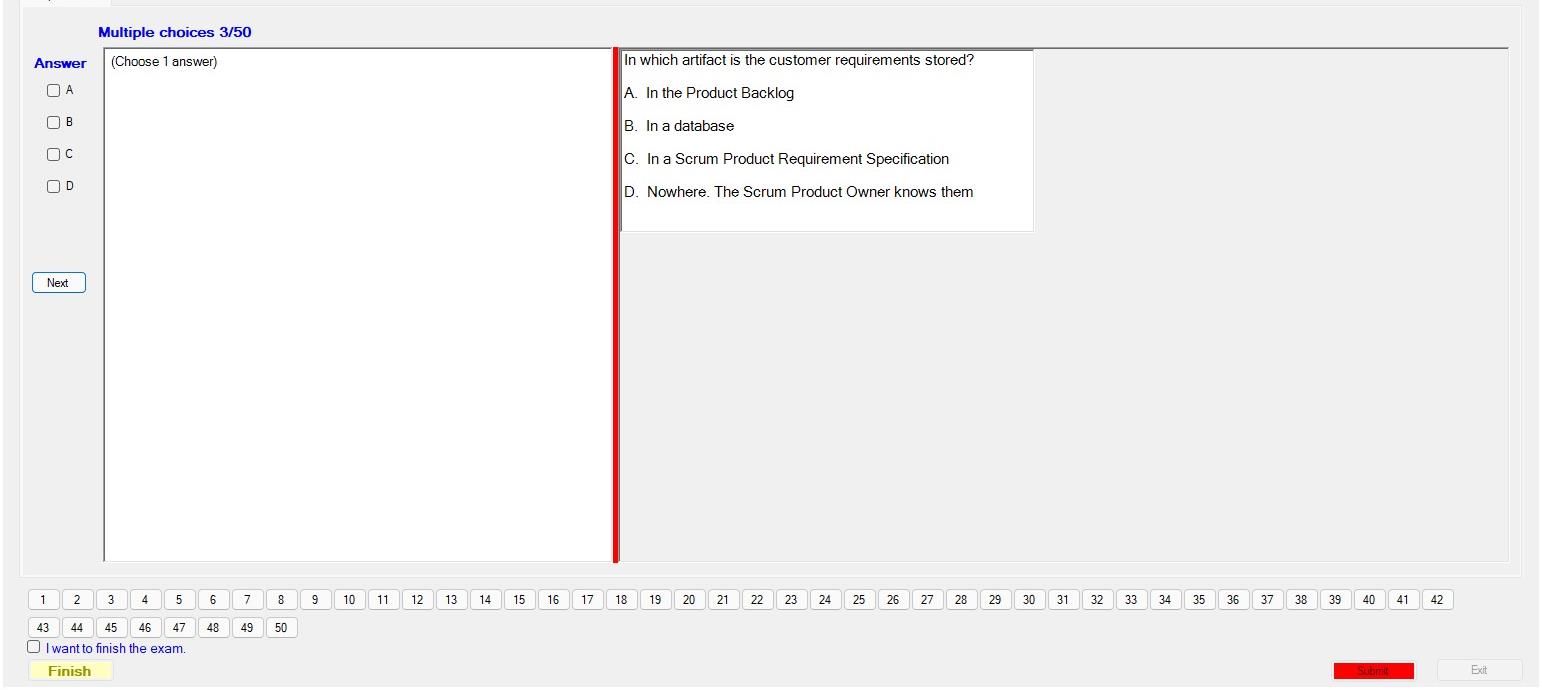 Multiple choices 3/50
Answer
A
B
C
D
Next
(Choose 1 answer)
In which artifact is the customer requirements stored?
A. In the Product Backlog
B. In a database
C. In a Scrum Product Requirement Specification
D. Nowhere. The Scrum Product Owner knows them
1 2 3 4 5 6 7 8 9 10 11 12 13 14 15 16 17 18 19 20 21 22 23 24 25 26 27 28 29 30 31 32 33 34 35 36 37 38 39 40 41 42
43 44 45 46 47 48 49 50
I want to finish the exam.
Finish
Submit
Exit